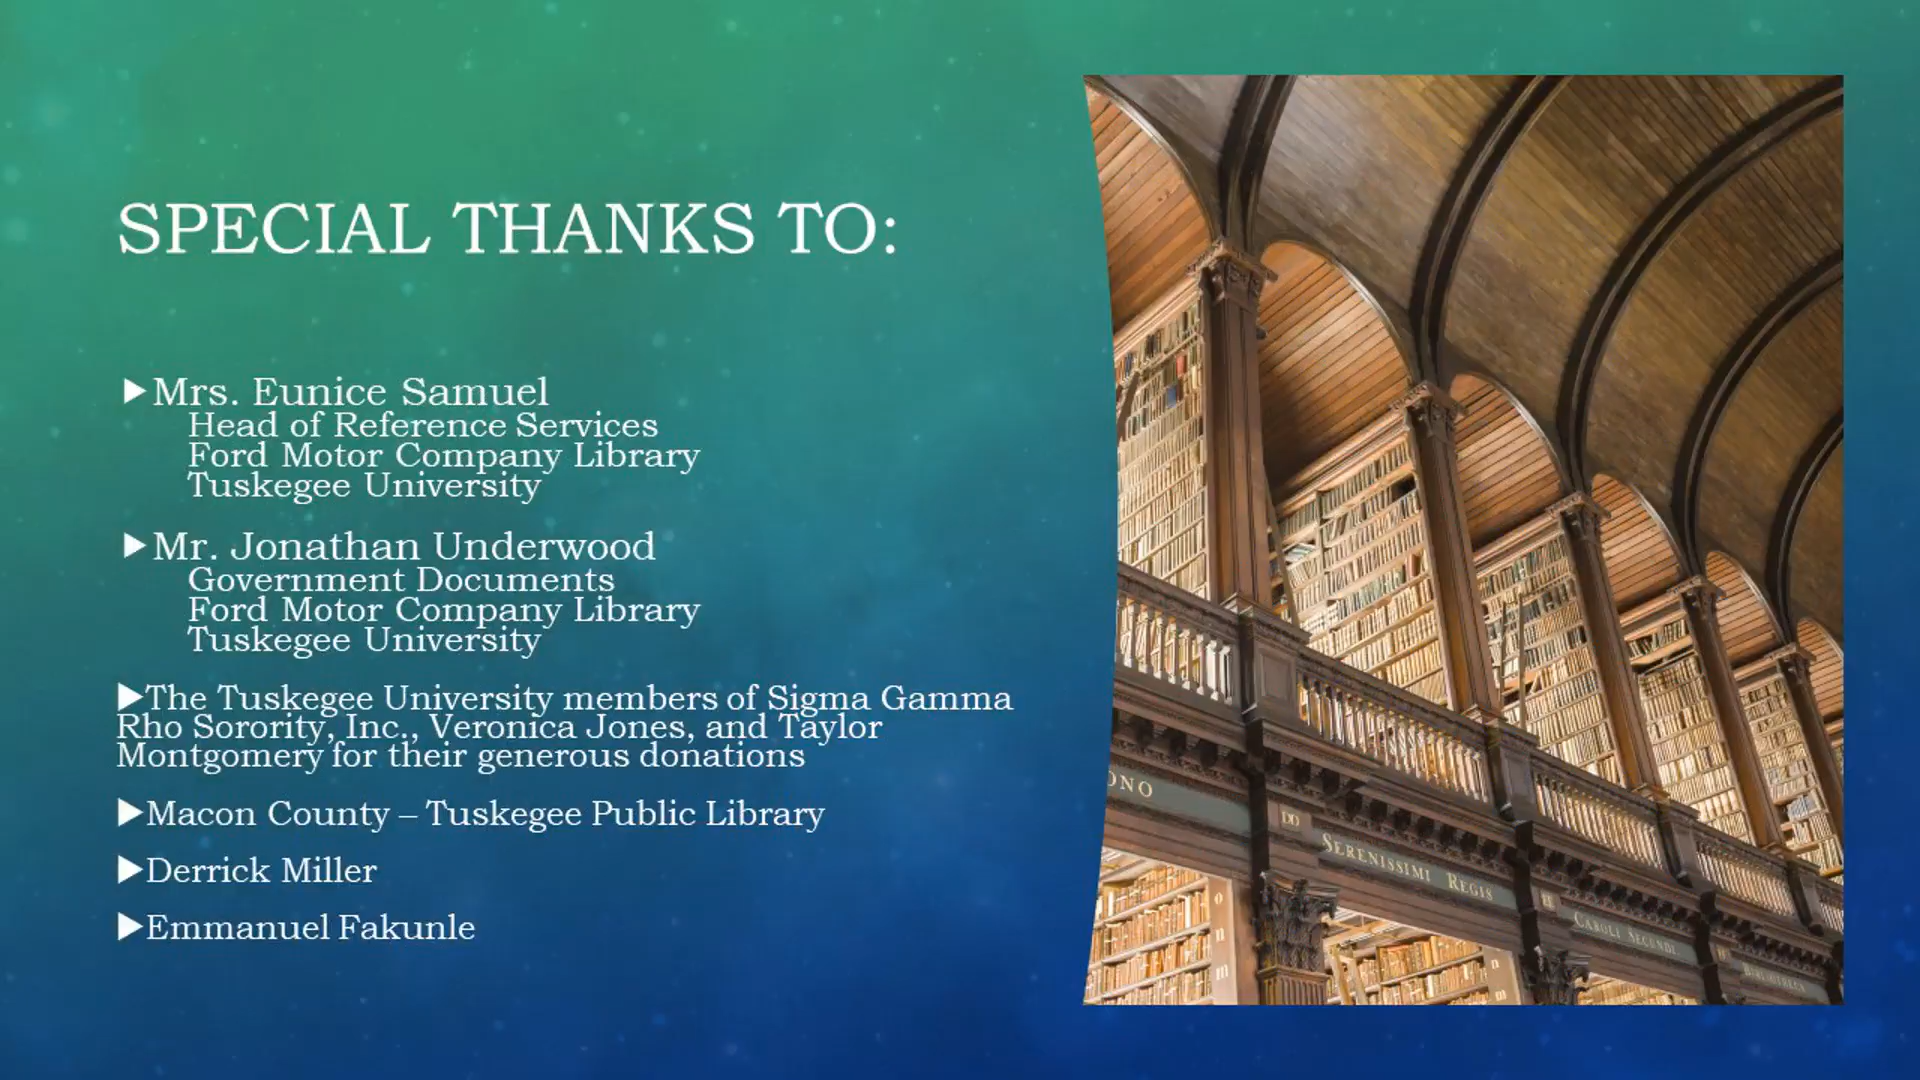 SPECIAL THANKS TO:
▶Mrs. Eunice Samuel
Head of Reference Services
Ford Motor Company Library
Tuskegee University
▶Mr. Jonathan Underwood
Government Documents
Ford Motor Company Library
Tuskegee University
▶The Tuskegee University members of Sigma Gamma
Rho Sorority, Inc., Veronica Jones, and Taylor
Montgomery for their generous donations
▶Macon County – Tuskegee Public Library
▶Derrick Miller
▶Emmanuel Fakunle
ONO
DD
SERENISSIMI REGIS
CAROLI SECUNDI
o
n
m
n
m